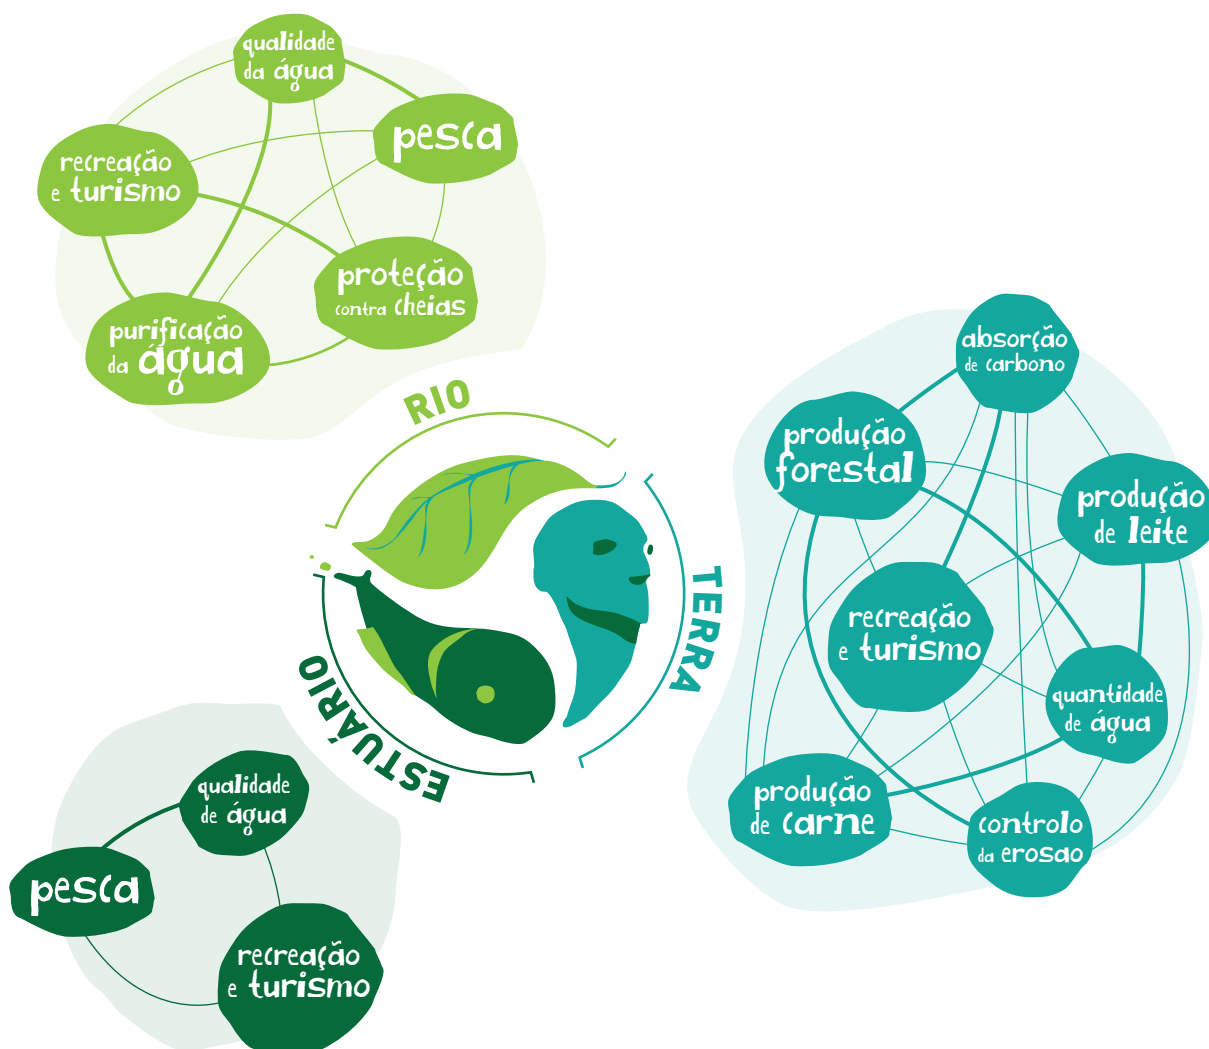 qualidade
da água
pesca
recreação
e turismo
proteção
contra cheias
purificação
da água
RIO
absorção
de carbono
produção
forestal
produção
de leite
recreação
e turismo
quantidade
de água
produção
de carne
controlo
da erosao
TERRA
ESTUÁRIO
qualidade
de água
pesca
recreação
e turismo